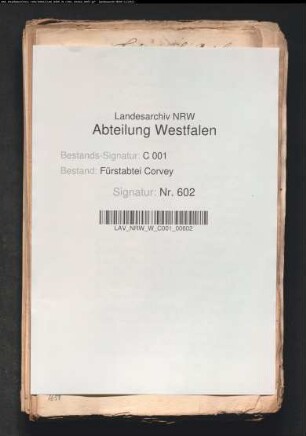 Landesarchiv NRW
Abteilung Westfalen
Bestands-Signatur: C 001
Bestand: Fürstabtei Corvey
Signatur: Nr. 602
LAV_NRW_W_C001_00602